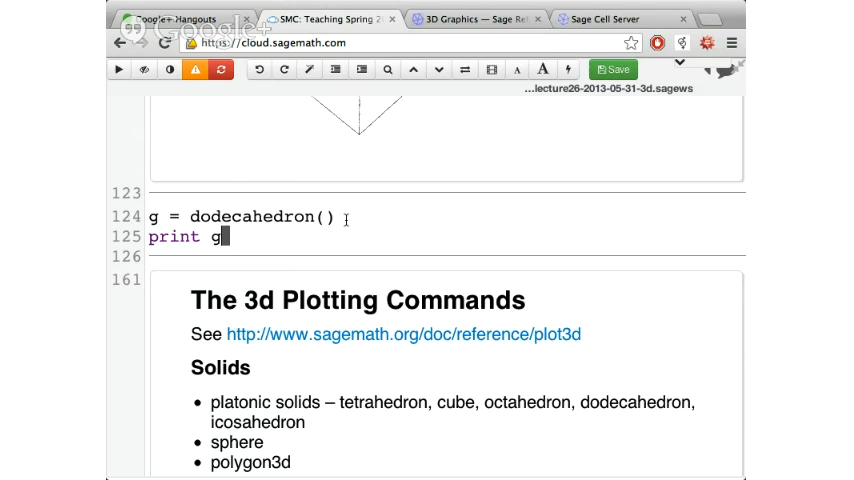 Google+ Hangouts
SMC: Teaching Spring 2
3D Graphics — Sage Re
Sage Cell Server
Google+
https://cloud.sagemath.com
Save
...lecture26-2013-05-31-3d.sagews
123
124 g = dodecahedron()
125 print g
126
161
The 3d Plotting Commands
See http://www.sagemath.org/doc/reference/plot3d
Solids
• platonic solids – tetrahedron, cube, octahedron, dodecahedron,
icosahedron
• sphere
• polygon3d